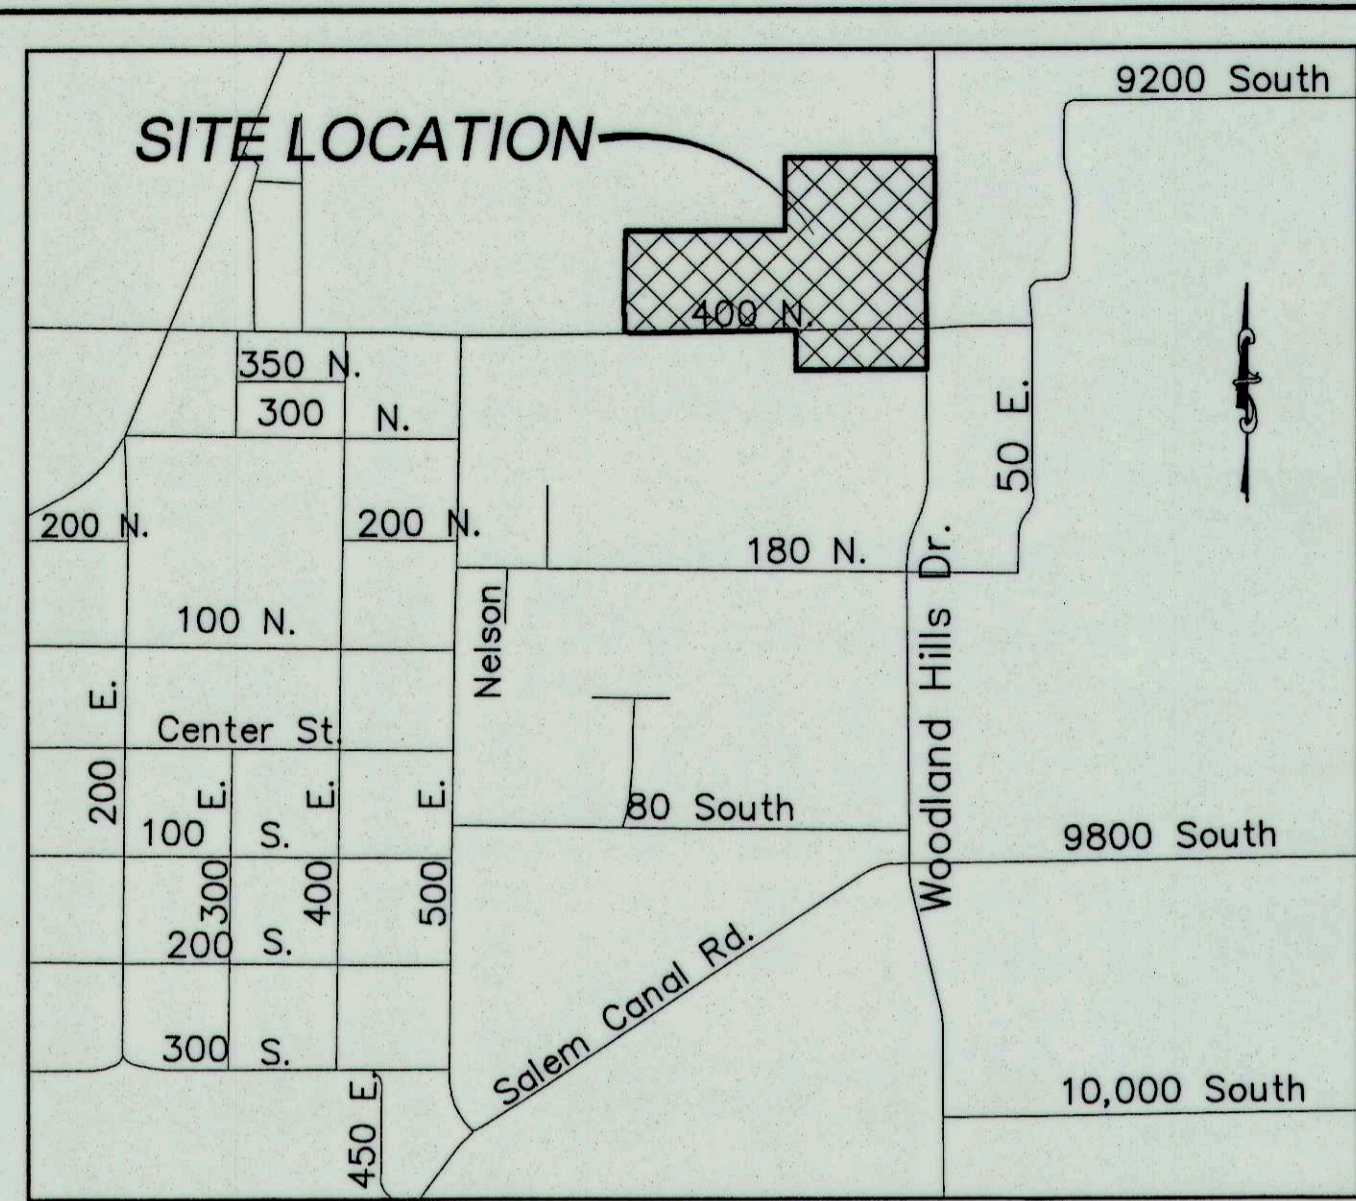 9200 South
SITE LOCATION
400 N.
350 N.
300 N.
50 E.
200 N.
200 N.
180 N.
100 N.
Nelson
Woodland Hills Dr.
200 E.
Center St.
300 E.
400 E.
500 E.
80 South
100 S.
9800 South
200 S.
Salem Canal Rd.
300 S.
450 E.
10,000 South